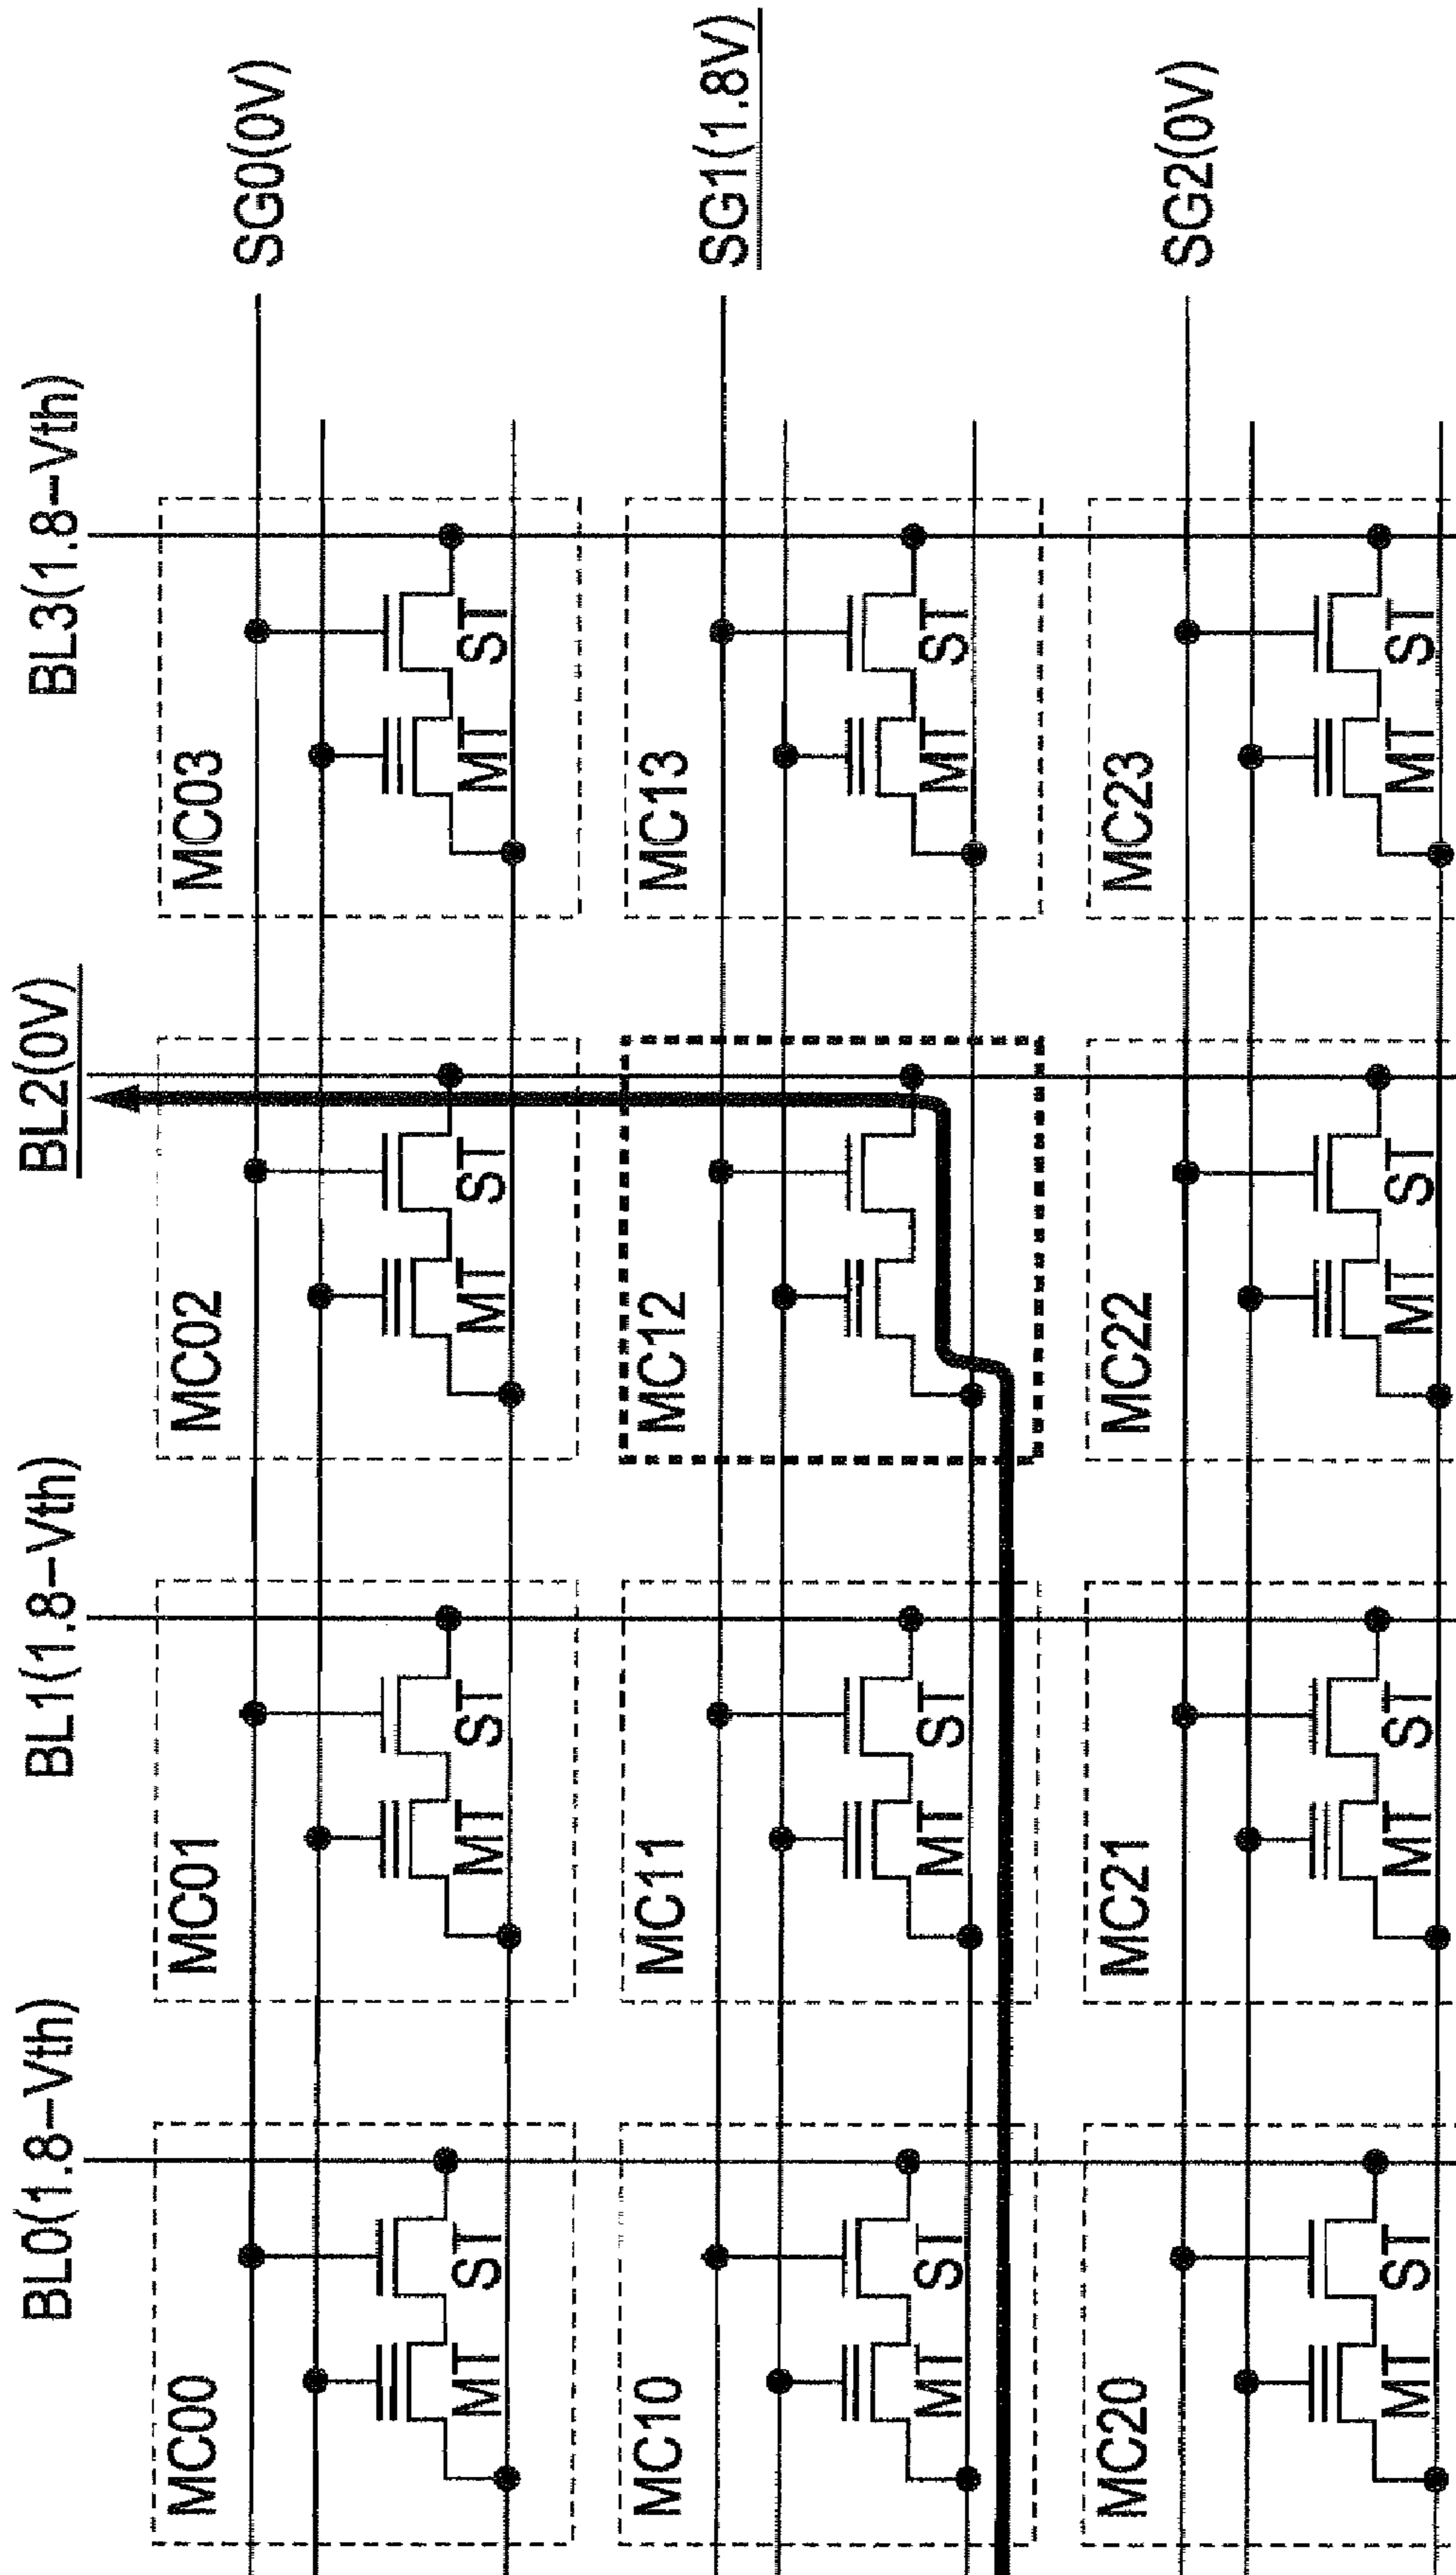 BL0(1.8−Vth)
BL1(1.8−Vth)
BL2(0V)
BL3(1.8−Vth)
MC00
MC01
MC02
MC03
SG0(0V)
MT ST
MT ST
MT ST
MT ST
MC10
MC11
MC12
MC13
SG1(1.8V)
MT ST
MT ST
MT ST
MC20
MC21
MC22
MC23
SG2(0V)
MT ST
MT ST
MT ST
MT ST